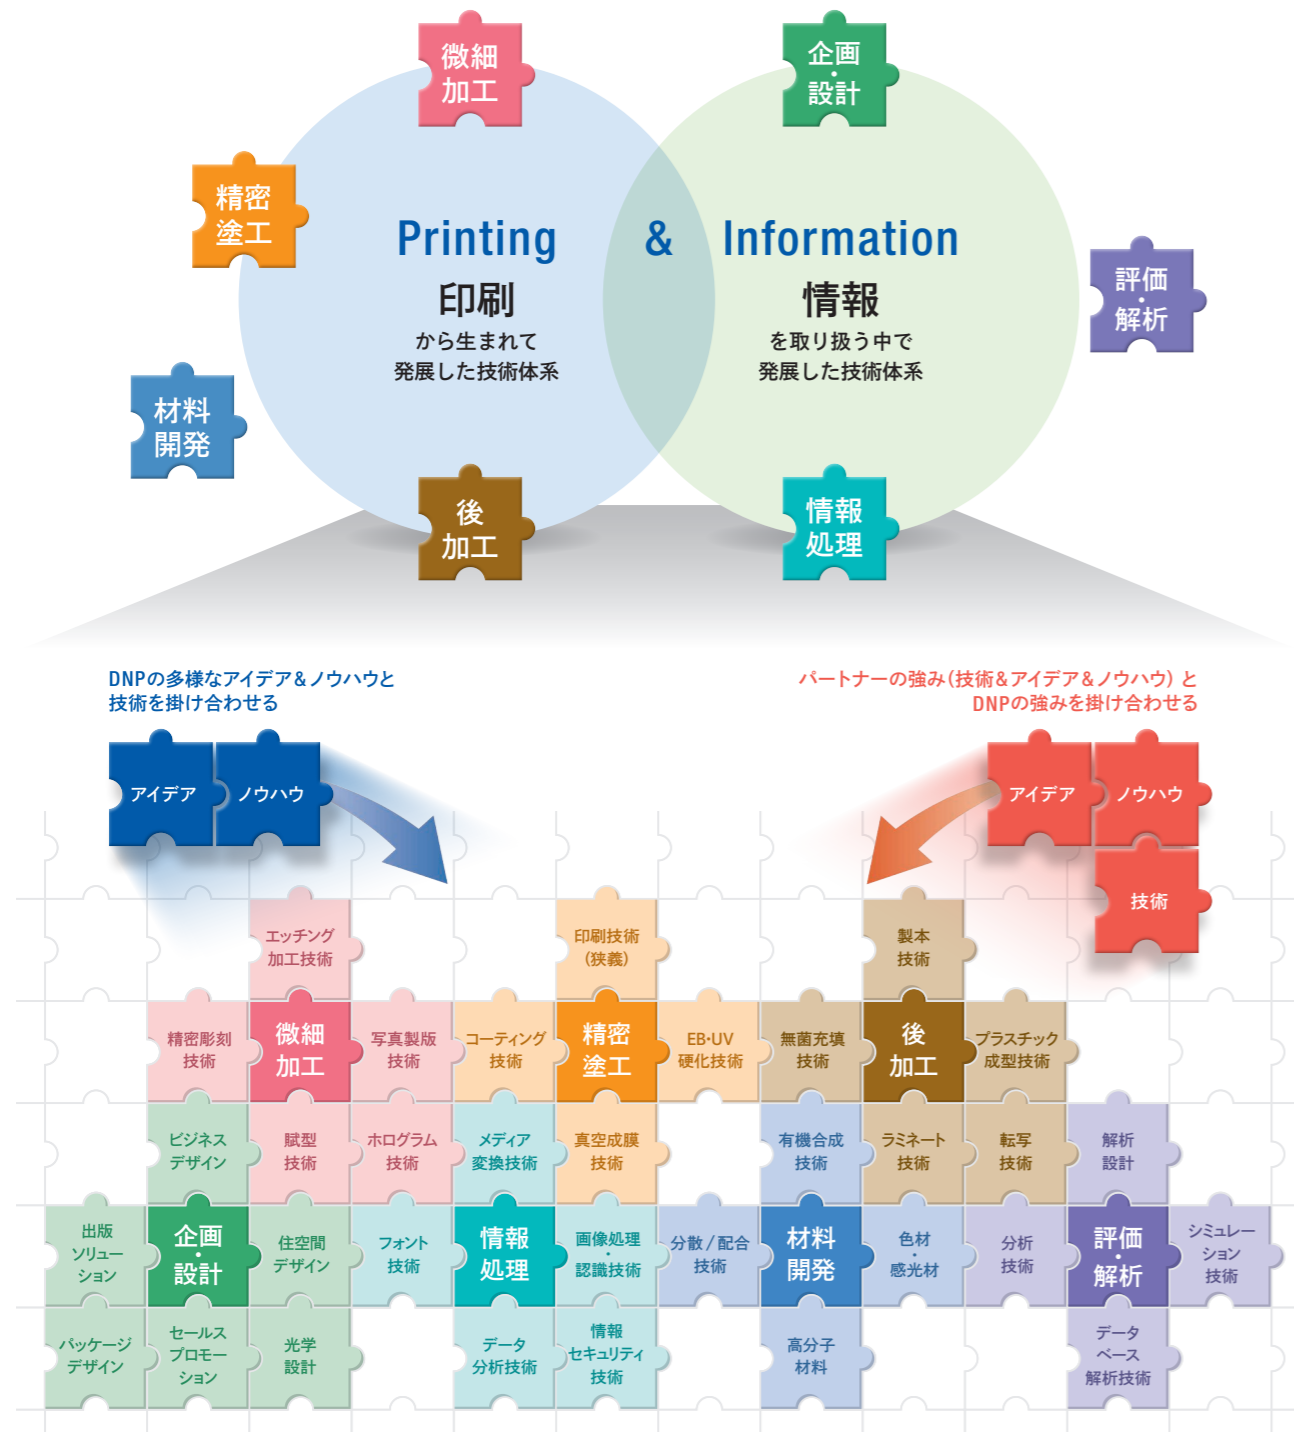 微細
加工
企画
・
設計
精密
塗工
Printing & Information
印刷
から生まれて
発展した技術体系
情報
を取り扱う中で
発展した技術体系
評価
・
解析
材料
開発
後
加工
情報
処理
DNPの多様なアイデア&ノウハウと
技術を掛け合わせる
パートナーの強み(技術&アイデア&ノウハウ)と
DNPの強みを掛け合わせる
アイデア
ノウハウ
アイデア
ノウハウ
技術
エッチング
加工技術
印刷技術
(狭義)
製本
技術
精密彫刻
技術
微細
加工
写真製版
技術
コーティング
技術
精密
塗工
EB・UV
硬化技術
無菌充填
技術
後
加工
プラスチック
成型技術
ビジネス
デザイン
賦型
技術
ホログラム
技術
メディア
変換技術
真空成膜
技術
有機合成
技術
ラミネート
技術
転写
技術
解析
設計
出版
ソリュー
ション
企画
・
設計
住空間
デザイン
フォント
技術
情報
処理
画像処理
・
認識技術
分散/配合
技術
材料
開発
色材
・
感光材
分析
技術
評価
・
解析
シミュレー
ション
技術
パッケージ
デザイン
セールス
プロモー
ション
光学
設計
データ
分析技術
情報
セキュリティ
技術
高分子
材料
データ
ベース
解析技術